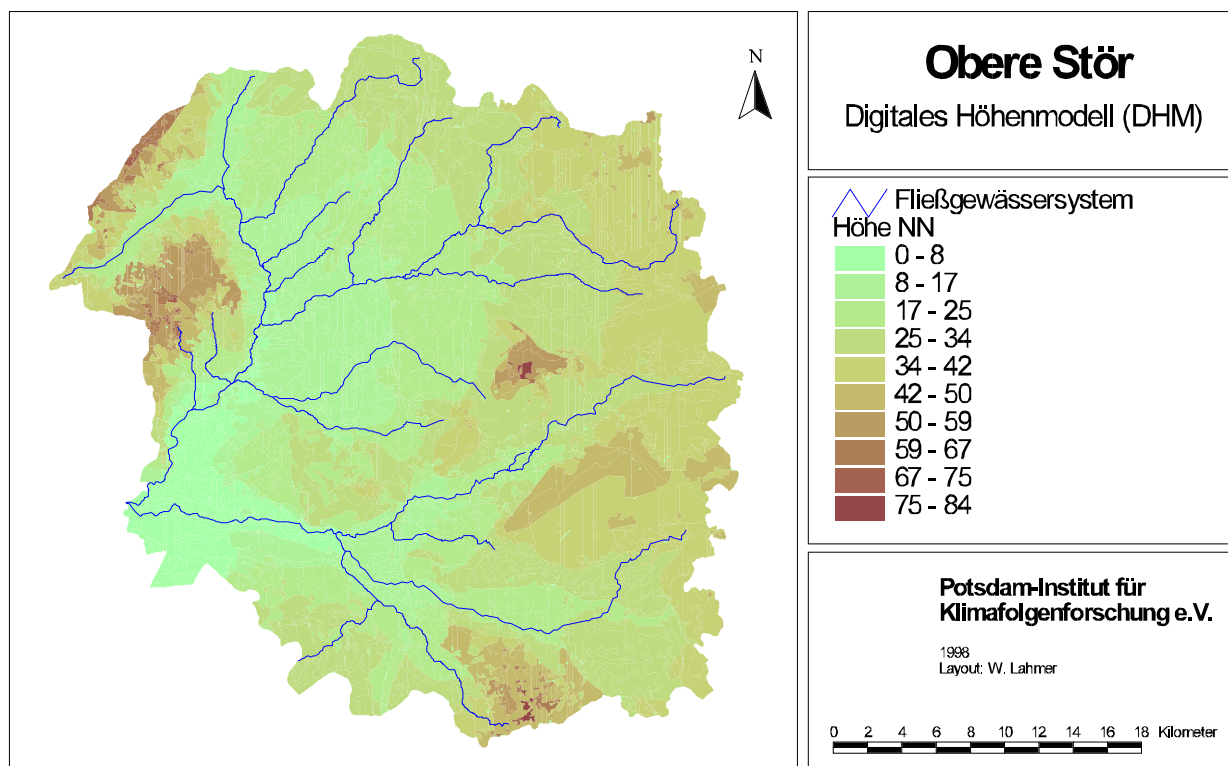 N
Obere Stör
Digitales Höhenmodell (DHM)
Fließgewässersystem
Höhe NN
0 - 8
8 - 17
17 - 25
25 - 34
34 - 42
42 - 50
50 - 59
59 - 67
67 - 75
75 - 84
Potsdam-Institut für
Klimafolgenforschung e.V.
1998
Layout: W. Lahmer
0 2 4 6 8 10 12 14 16 18 Kilometer